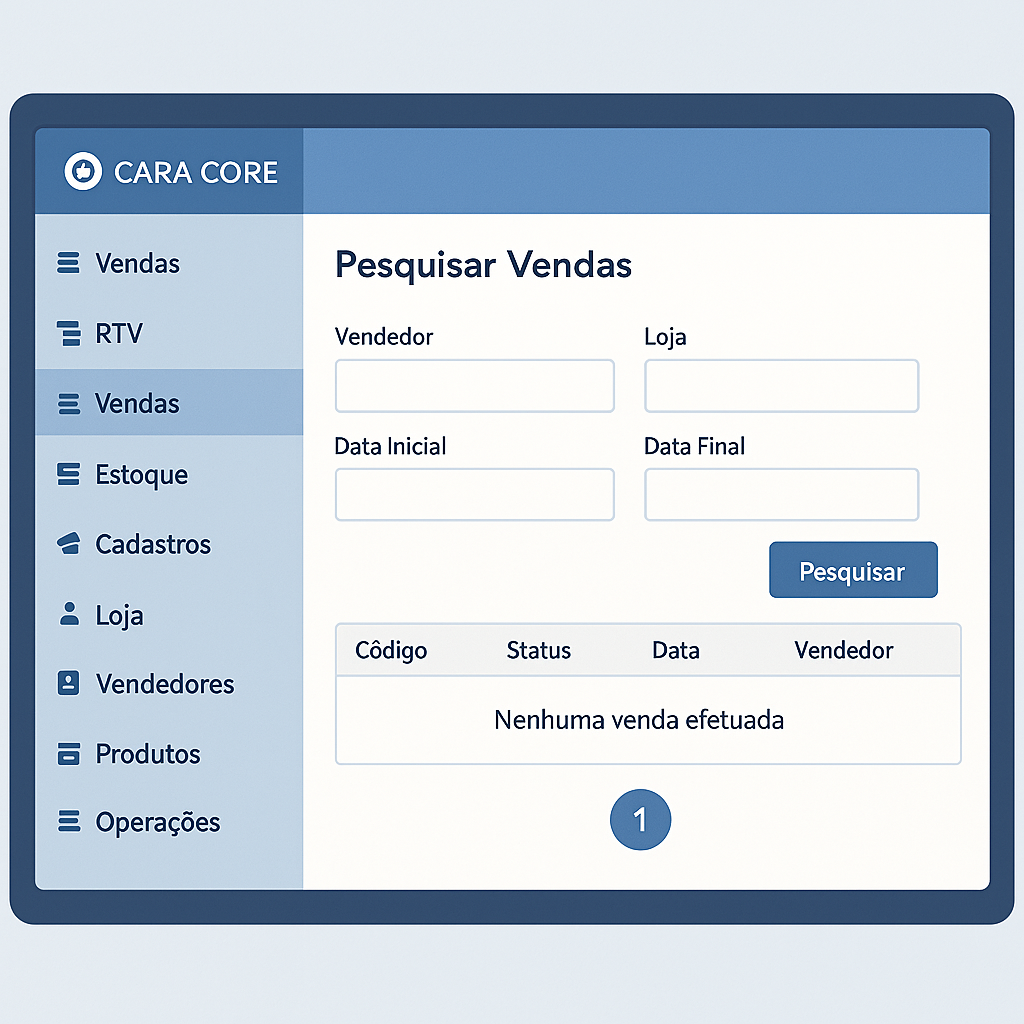 CARA CORE
Vendas
RTV
Vendas
Estoque
Cadastros
Loja
Vendedores
Produtos
Operações
Pesquisar Vendas
Vendedor Loja
Data Inicial Data Final
Pesquisar
Côdigo Status Data Vendedor
Nenhuma venda efetuada
1